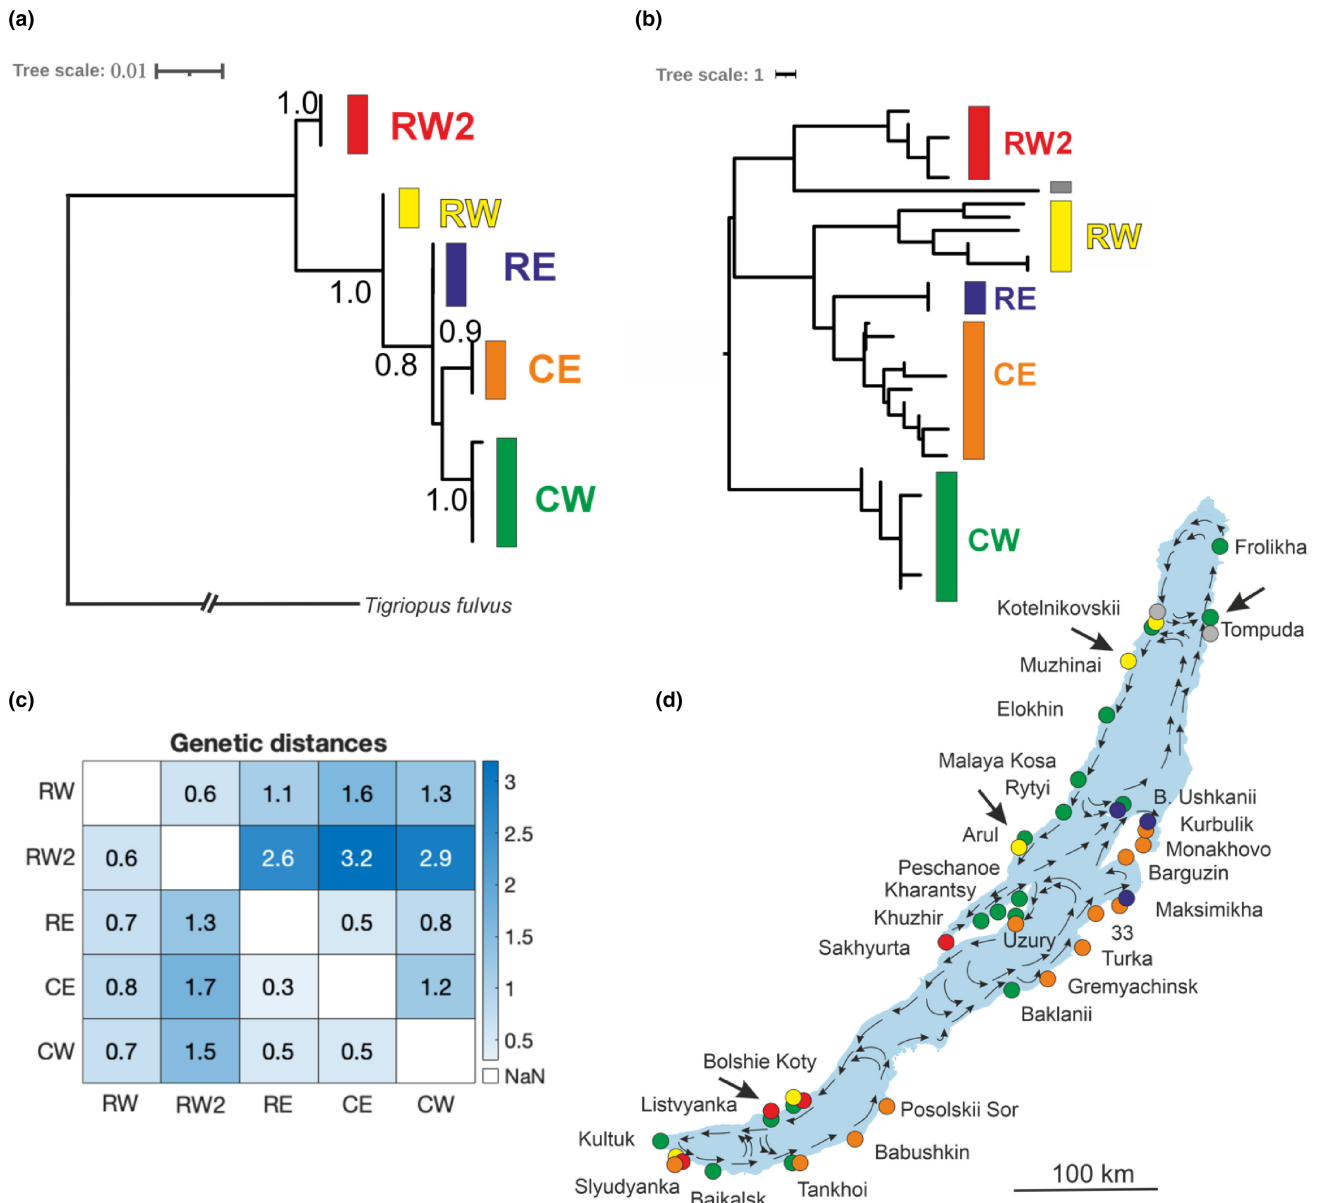 (a)
Tree scale: 0.01
1.0
RW2
RW
RE
1.0
0.9
0.8
CE
1.0
CW
Tigriopus fulvus
(b)
Tree scale: 1
RW2
RW
RE
CE
CW
(c)
Genetic distances
RW 0.6 1.1 1.6 1.3
RW2 0.6 2.6 3.2 2.9
RE 0.7 1.3 0.5 0.8
CE 0.8 1.7 0.3 1.2
CW 0.7 1.5 0.5 0.5
RW RW2 RE CE CW
3
2.5
2
1.5
1
0.5
NaN
(d)
Frolikha
Kotelnikovskii
Tompuda
Muzhinai
Elokhin
Malaya Kosa
Rytyi
B. Ushkanii
Arul
Kurbulik
Monakhovo
Peschanoe
Barguzin
Kharantsy
Khuzhir
Maksimikha
33
Sakhyurta
Uzury
Turka
Gremyachinsk
Baklanii
Bolshie Koty
Listvyanka
Posolskii Sor
Kultuk
Babushkin
Slyudyanka
Baikalsk
Tankhoi
100 km